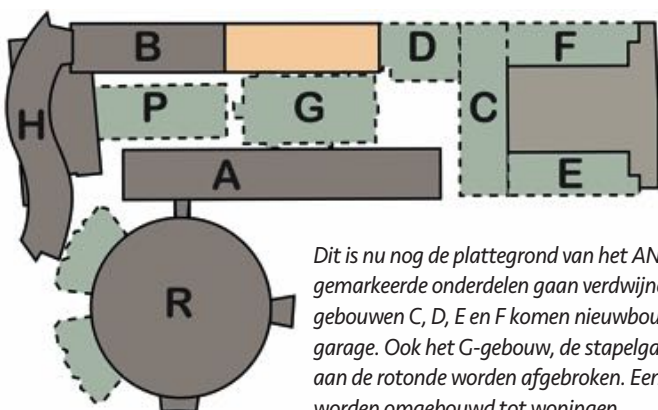 B
D
F
H
P
G
C
A
E
R
Dit is nu nog de plattegrond van het AN
gemarkeerde onderdelen gaan verdwijne
gebouwen C, D, E en F komen nieuwbou
garage. Ook het G-gebouw, de stapelga
aan de rotonde worden afgebroken. Een
worden omgebouwd tot woningen.